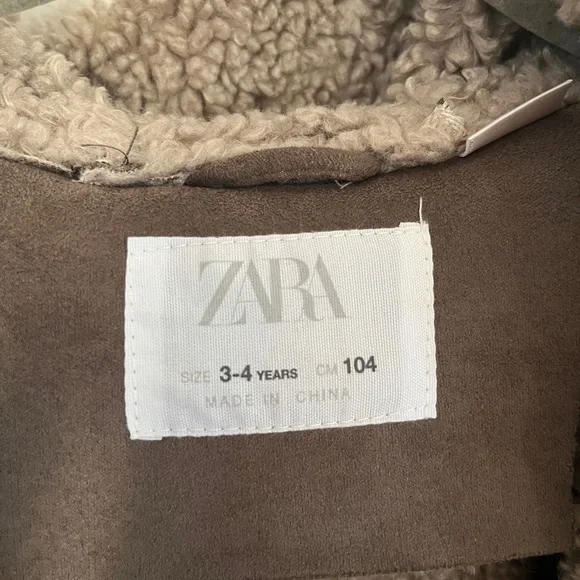 ZARA
SIZE 3-4 YEARS CM 104
MADE IN CHINA